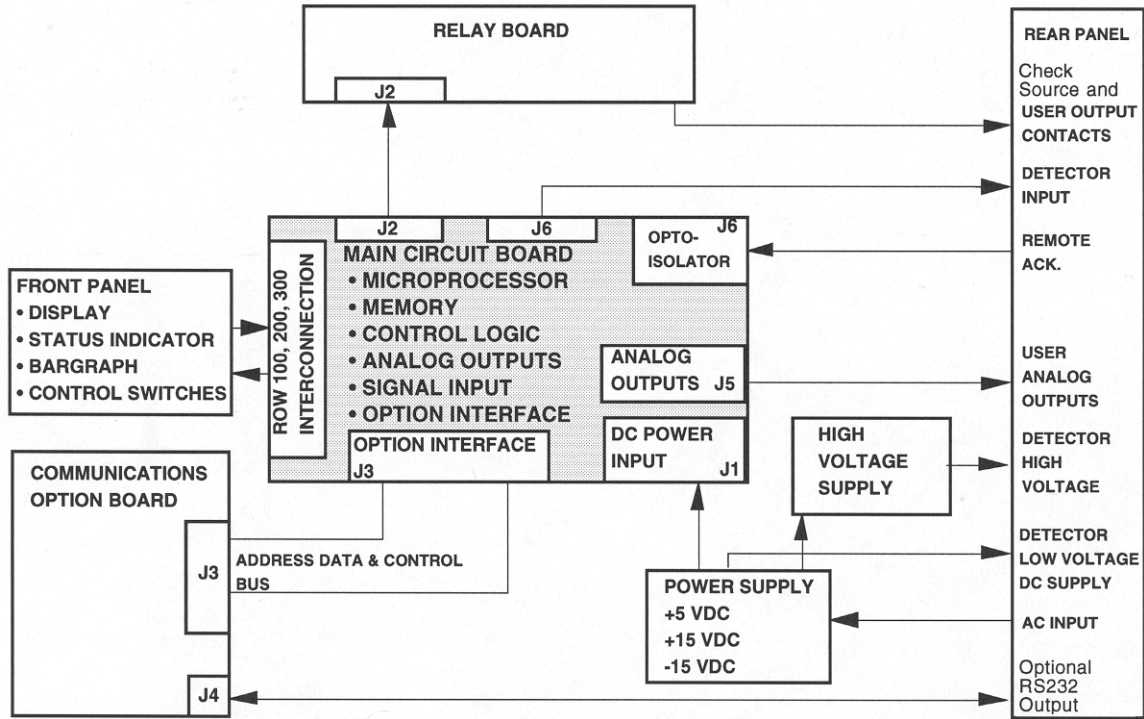 RELAY BOARD
J2
REAR PANEL
Check
Source and
USER OUTPUT
CONTACTS
DETECTOR
INPUT
REMOTE
ACK.
USER
ANALOG
OUTPUTS
DETECTOR
HIGH
VOLTAGE
DETECTOR
LOW VOLTAGE
DC SUPPLY
AC INPUT
Optional
RS232
Output
J2
J6
J6
OPTO-
ISOLATOR
MAIN CIRCUIT BOARD
• MICROPROCESSOR
• MEMORY
• CONTROL LOGIC
• ANALOG OUTPUTS
• SIGNAL INPUT
• OPTION INTERFACE
ROW 100, 200, 300
INTERCONNECTION
ANALOG
OUTPUTS J5
OPTION INTERFACE
J3
DC POWER
INPUT
J1
FRONT PANEL
• DISPLAY
• STATUS INDICATOR
• BARGRAPH
• CONTROL SWITCHES
HIGH
VOLTAGE
SUPPLY
COMMUNICATIONS
OPTION BOARD
J3
ADDRESS DATA & CONTROL
BUS
J4
POWER SUPPLY
+5 VDC
+15 VDC
-15 VDC